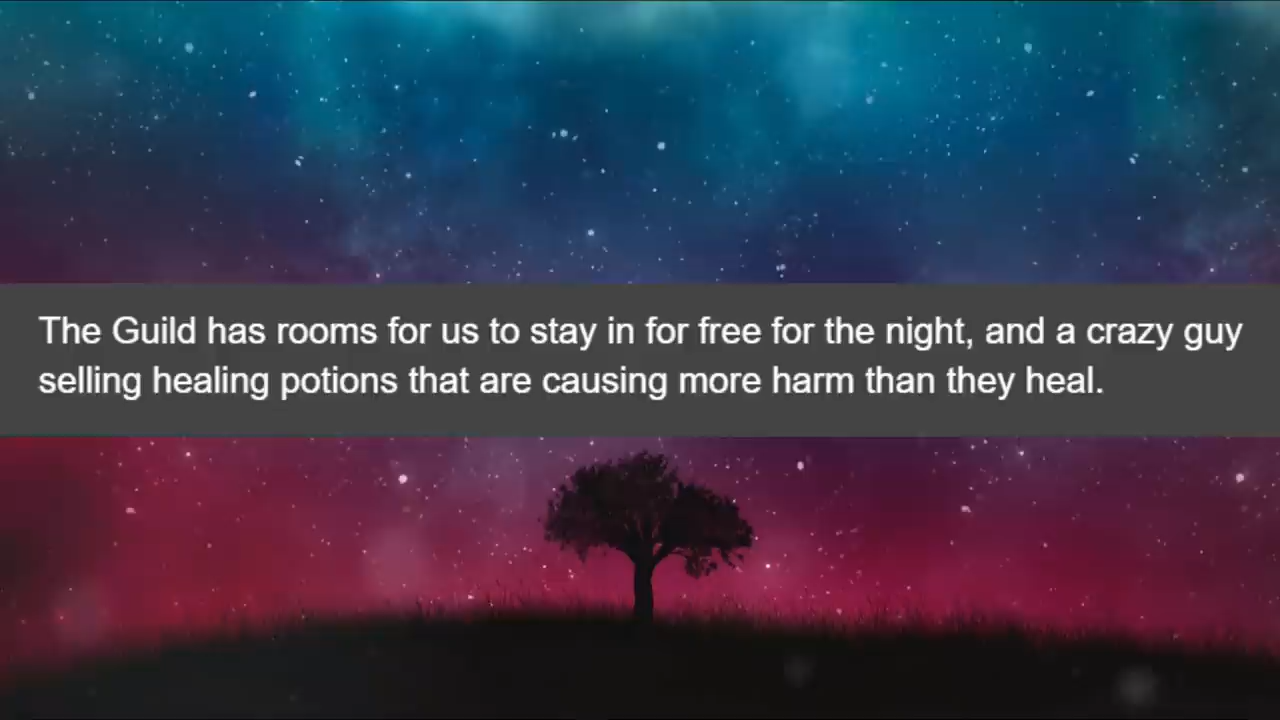 The Guild has rooms for us to stay in for free for the night, and a crazy guy
selling healing potions that are causing more harm than they heal.